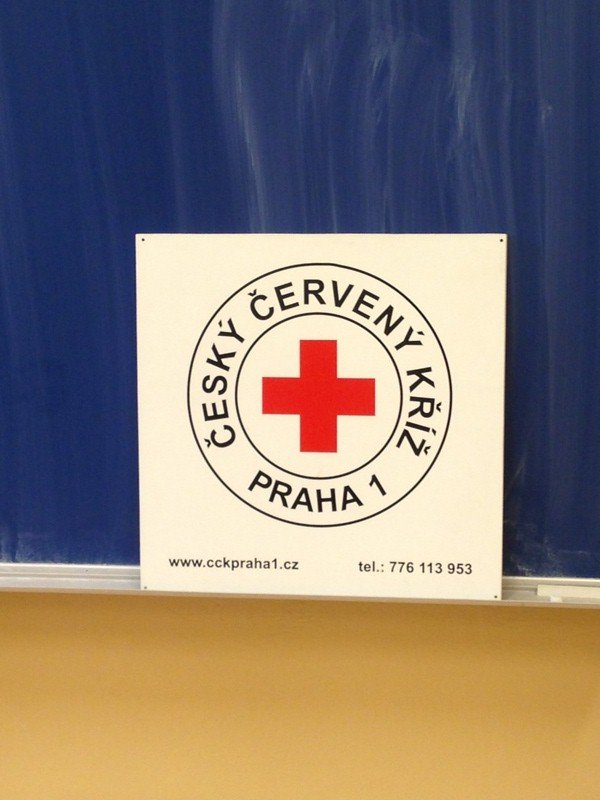 ČESKÝ ČERVENÝ KŘÍŽ
PRAHA 1
www.cckpraha1.cz
tel.: 776 113 953